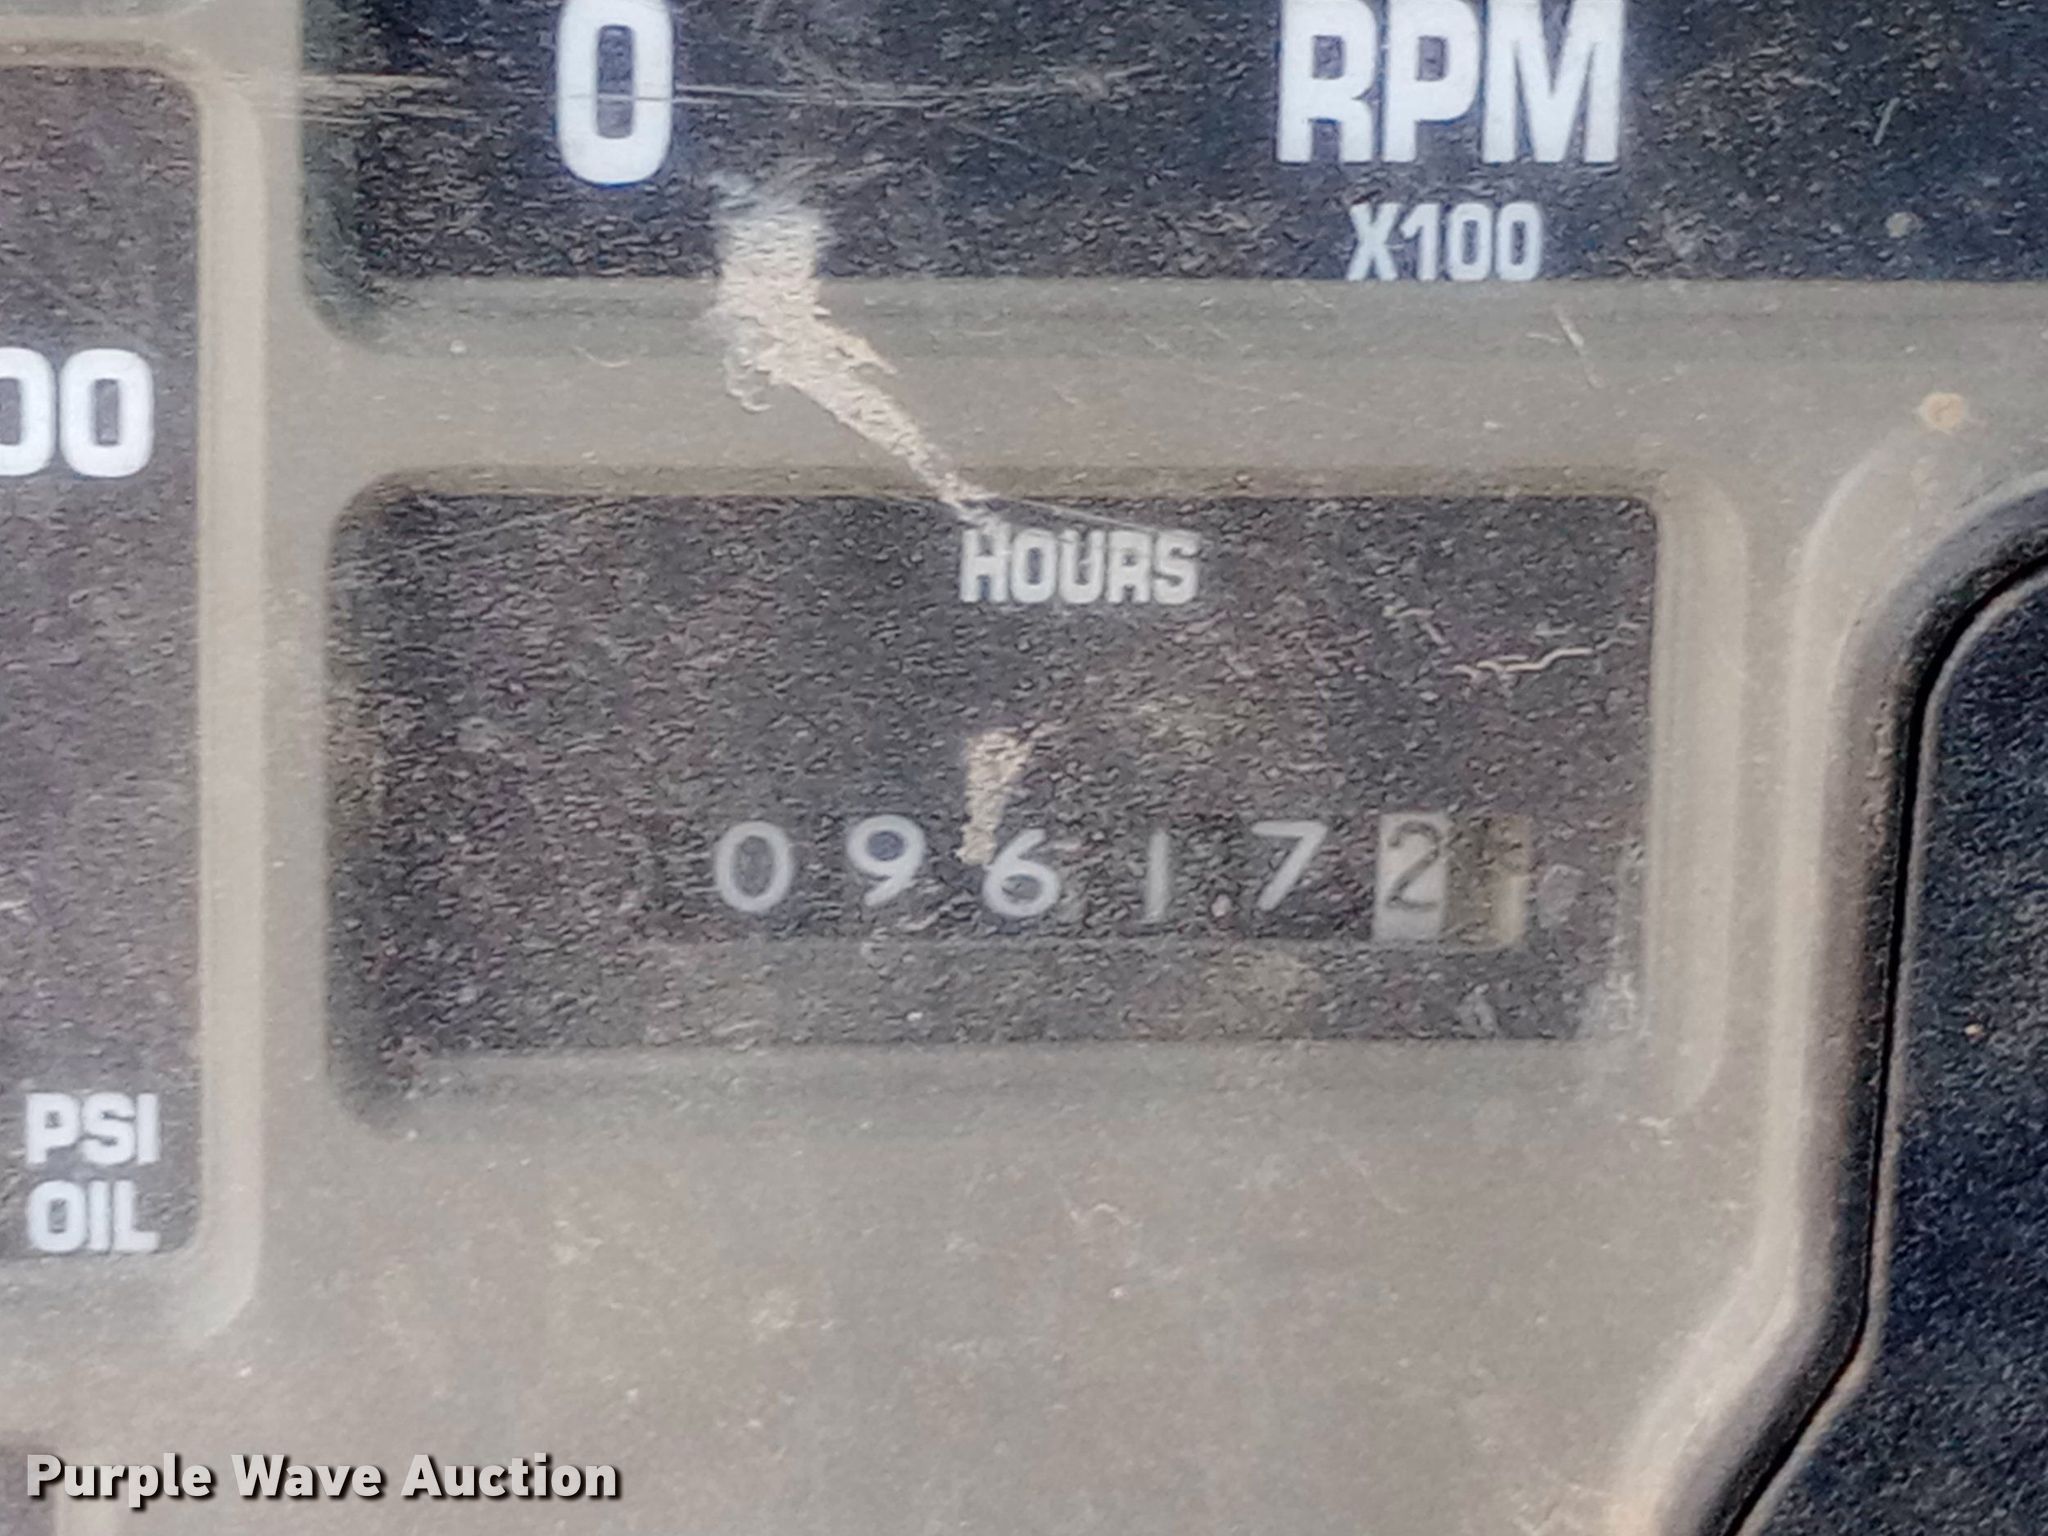 0
RPM
X100
00
HOURS
096172
PSI
OIL
Purple Wave Auction